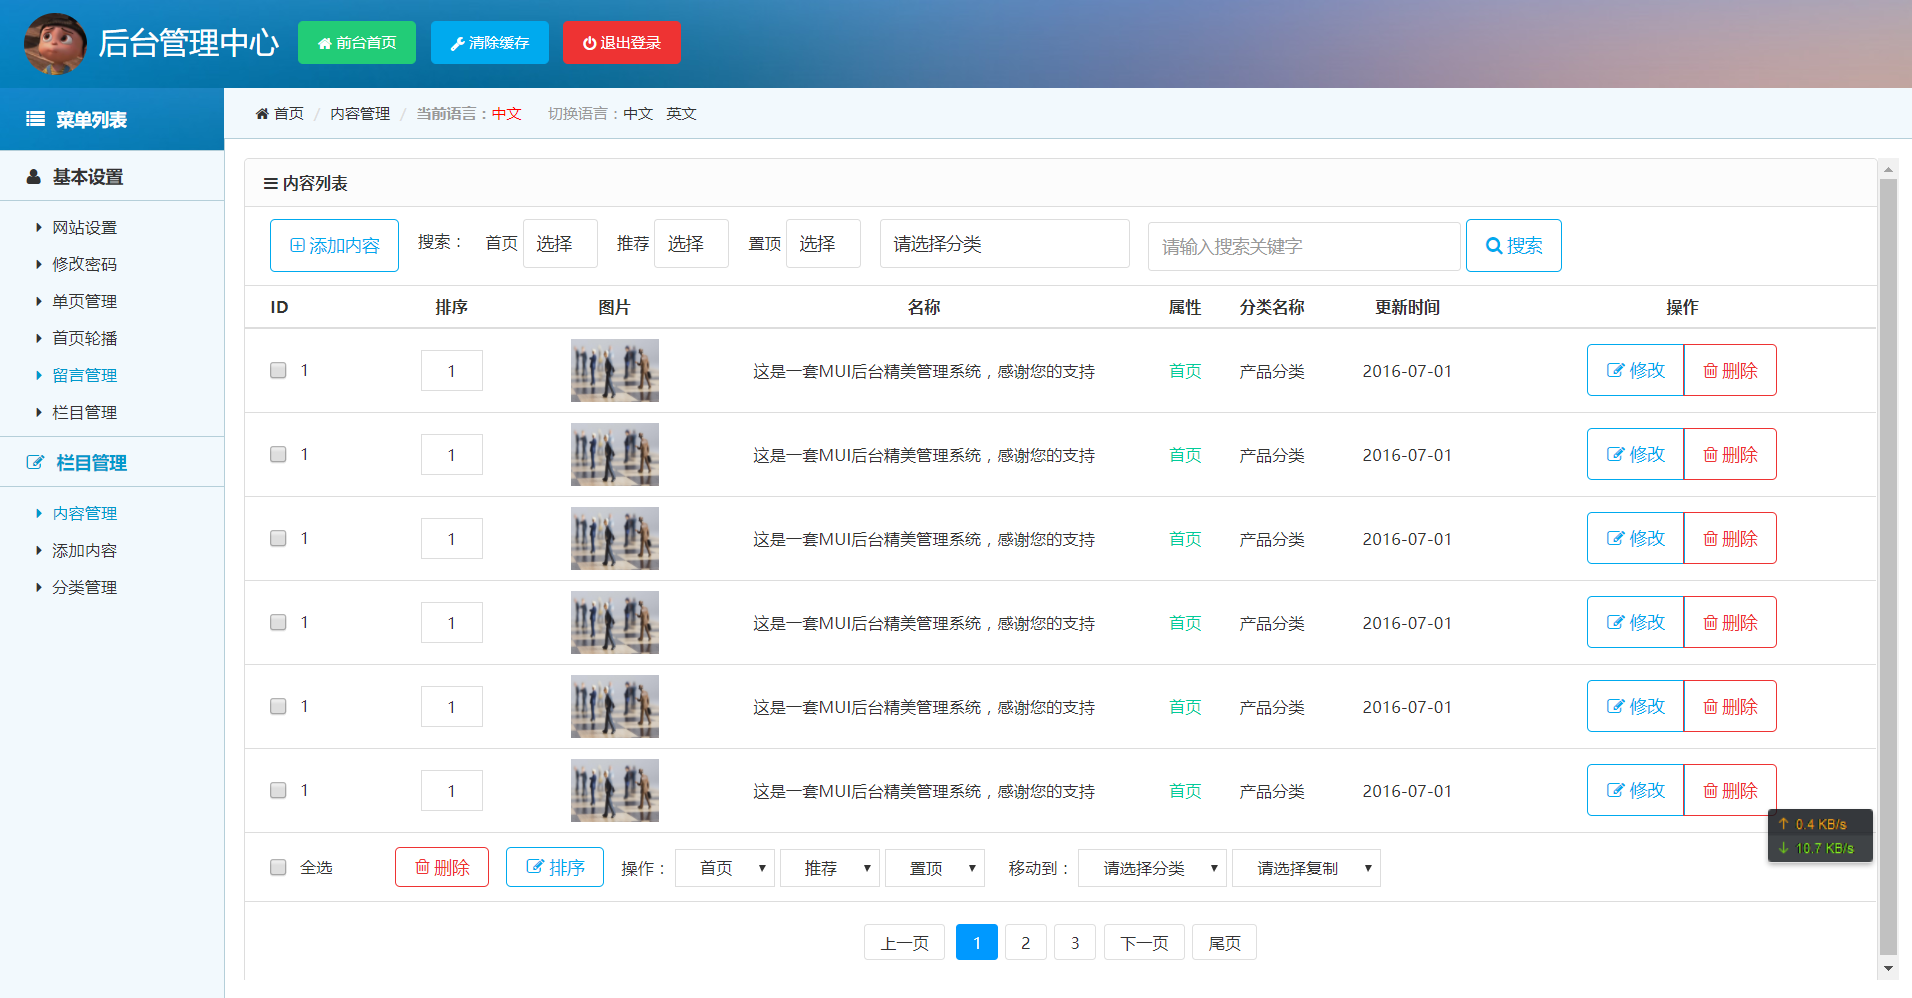 后台管理中心 前台首页 清除缓存 退出登录
菜单列表
基本设置
网站设置
修改密码
单页管理
首页轮播
留言管理
栏目管理
栏目管理
内容管理
添加内容
分类管理
首页 / 内容管理 / 当前语言：中文 切换语言：中文 英文
内容列表
添加内容 搜索： 首页 选择 推荐 选择 置顶 选择 请选择分类 请输入搜索关键字 搜索
ID 排序 图片 名称 属性 分类名称 更新时间 操作
1 1 这是一套MUI后台精美管理系统，感谢您的支持 首页 产品分类 2016-07-01 修改 删除
1 1 这是一套MUI后台精美管理系统，感谢您的支持 首页 产品分类 2016-07-01 修改 删除
1 1 这是一套MUI后台精美管理系统，感谢您的支持 首页 产品分类 2016-07-01 修改 删除
1 1 这是一套MUI后台精美管理系统，感谢您的支持 首页 产品分类 2016-07-01 修改 删除
1 1 这是一套MUI后台精美管理系统，感谢您的支持 首页 产品分类 2016-07-01 修改 删除
1 1 这是一套MUI后台精美管理系统，感谢您的支持 首页 产品分类 2016-07-01 修改 删除
↑ 0.4 KB/s
↓ 10.7 KB/s
全选 删除 排序 操作： 首页 推荐 置顶 移动到： 请选择分类 请选择复制
上一页 1 2 3 下一页 尾页